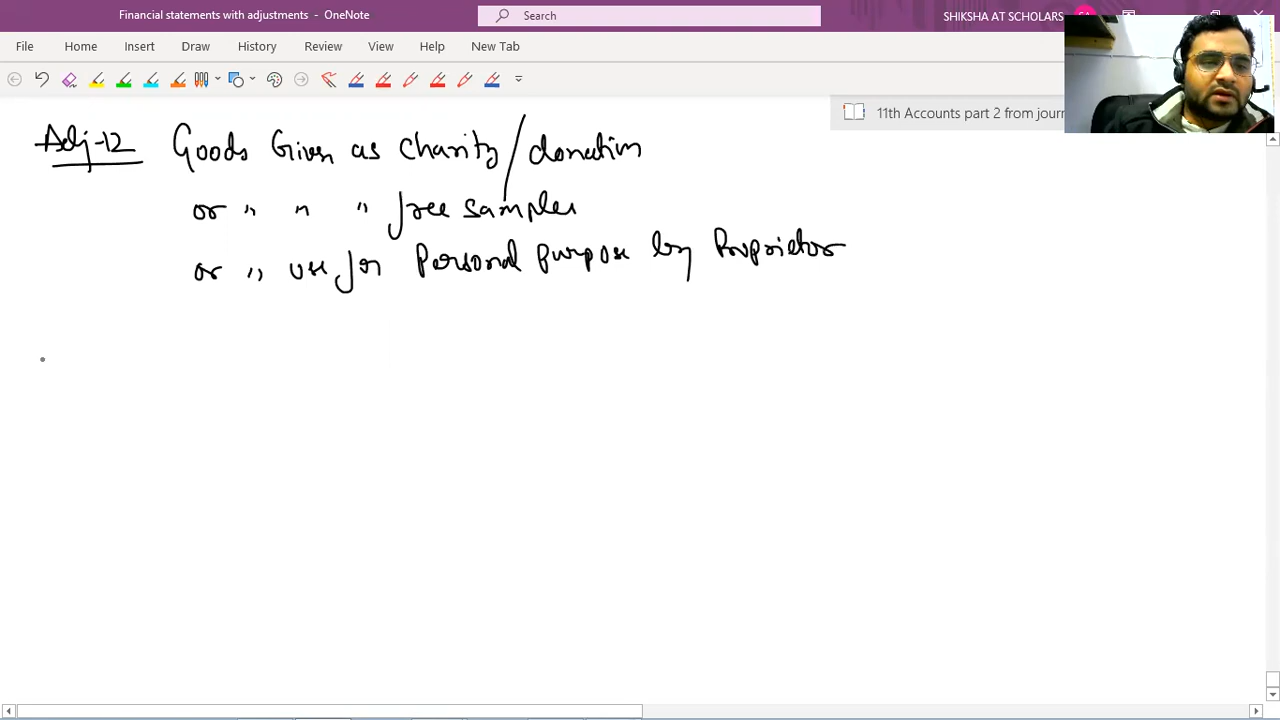 Financial statements with adjustments - OneNote
Search
SHIKSHA AT SCHOLARS
File Home Insert Draw History Review View Help New Tab
11th Accounts part 2 from jour
Adj-12 Goods Given as charity/donation
or " " " free samples
or " use for Personal purpose by Proprietor